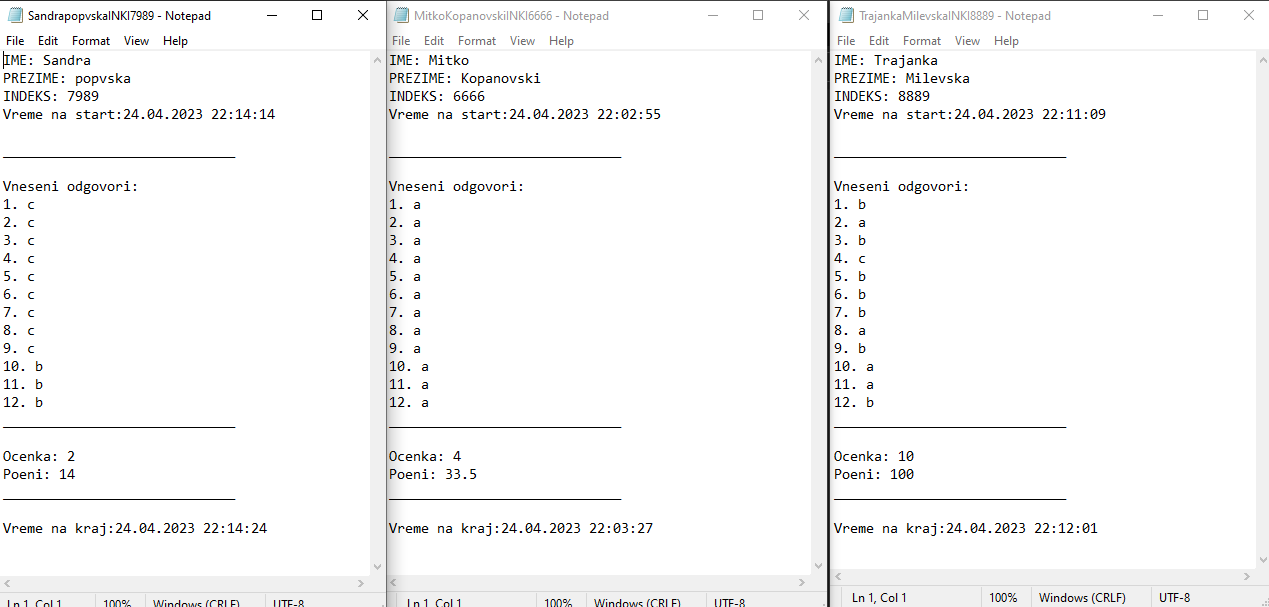 SandrapopvskaINKI7989 - Notepad
File Edit Format View Help
IME: Sandra
PREZIME: popvska
INDEKS: 7989
Vreme na start:24.04.2023 22:14:14
Vneseni odgovori:
1. c
2. c
3. c
4. c
5. c
6. c
7. c
8. c
9. c
10. b
11. b
12. b
Ocenka: 2
Poeni: 14
Vreme na kraj:24.04.2023 22:14:24
Ln 1, Col 1 100% Windows (CRLF) UTF-8
MitkoKopanovskiINKI6666 - Notepad
File Edit Format View Help
IME: Mitko
PREZIME: Kopanovski
INDEKS: 6666
Vreme na start:24.04.2023 22:02:55
Vneseni odgovori:
1. a
2. a
3. a
4. a
5. a
6. a
7. a
8. a
9. a
10. a
11. a
12. a
Ocenka: 4
Poeni: 33.5
Vreme na kraj:24.04.2023 22:03:27
Ln 1, Col 1 100% Windows (CRLF) UTF-8
TrajankaMilevskaINKI8889 - Notepad
File Edit Format View Help
IME: Trajanka
PREZIME: Milevska
INDEKS: 8889
Vreme na start:24.04.2023 22:11:09
Vneseni odgovori:
1. b
2. a
3. b
4. c
5. b
6. b
7. b
8. a
9. b
10. a
11. a
12. b
Ocenka: 10
Poeni: 100
Vreme na kraj:24.04.2023 22:12:01
Ln 1, Col 1 100% Windows (CRLF) UTF-8